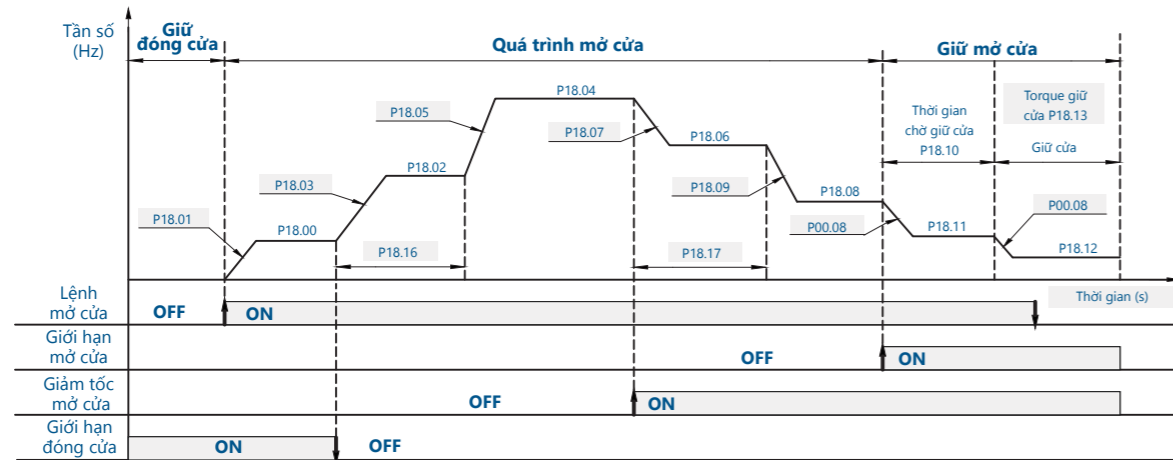 Tần số
(Hz)
Giữ
đóng cửa
Quá trình mở cửa
Giữ mở cửa
P18.04
P18.05
P18.07
P18.06
Thời gian
chờ giữ cửa
P18.10
Torque giữ
cửa P18.13
Giữ cửa
P18.03
P18.02
P18.09
P18.08
P18.01
P18.00
P00.08
P18.11
P00.08
P18.16
P18.17
P18.12
Thời gian (s)
Lệnh
mở cửa
OFF
ON
Giới hạn
mở cửa
OFF
ON
Giảm tốc
mở cửa
OFF
ON
Giới hạn
đóng cửa
ON
OFF